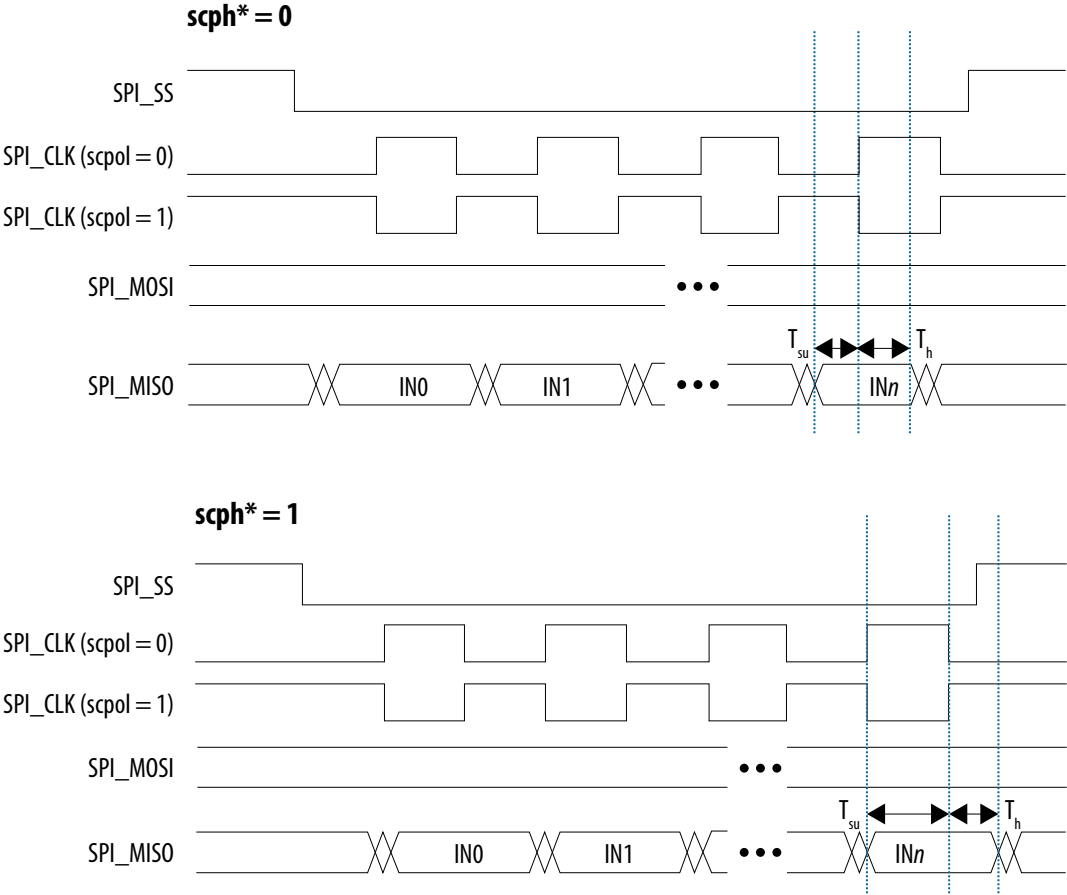 scph* = 0
SPI_SS
SPI_CLK (scpol = 0)
SPI_CLK (scpol = 1)
SPI_MOSI
•••
Tsu
Th
SPI_MISO
IN0
IN1
•••
INn
scph* = 1
SPI_SS
SPI_CLK (scpol = 0)
SPI_CLK (scpol = 1)
SPI_MOSI
•••
Tsu
Th
SPI_MISO
IN0
IN1
•••
INn